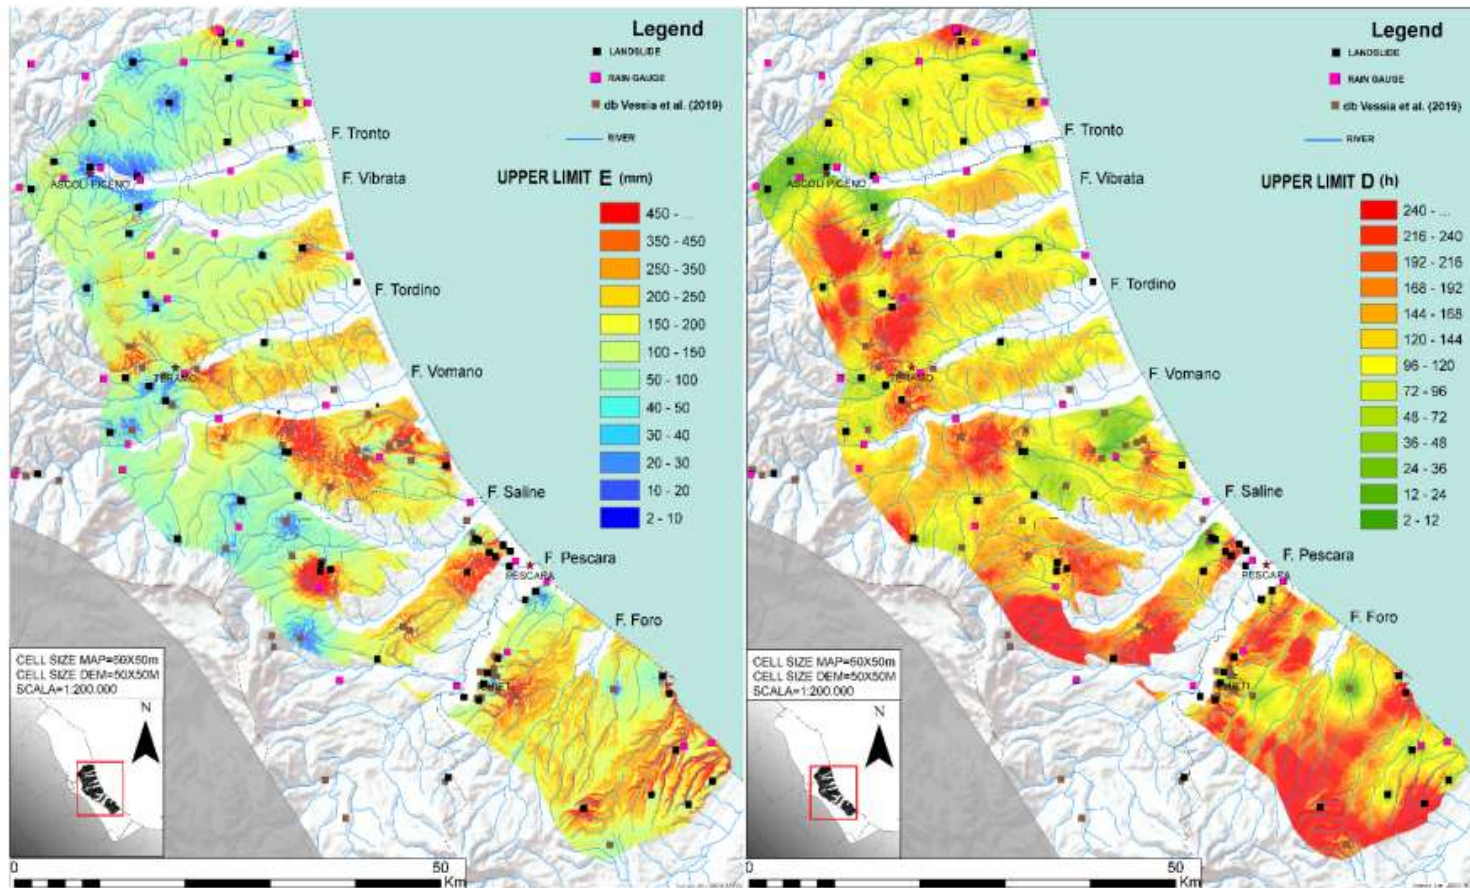 Legend
LANDSLIDE
RAIN GAUGE
db Vessia et al. (2019)
RIVER
UPPER LIMIT E (mm)
450 - ...
350 - 450
250 - 350
200 - 250
150 - 200
100 - 150
50 - 100
40 - 50
30 - 40
20 - 30
10 - 20
2 - 10
F. Tronto
F. Vibrata
F. Tordino
F. Vomano
F. Saline
F. Pescara
F. Foro
ASCOLI PICENO
TERAMO
PESCARA
CELL SIZE MAP=50X50m
CELL SIZE DEM=50X50M
SCALA=1:200.000
N
0
50
Km
Legend
LANDSLIDE
RAIN GAUGE
db Vessia et al. (2019)
RIVER
UPPER LIMIT D (h)
240 - ...
216 - 240
192 - 216
168 - 192
144 - 168
120 - 144
96 - 120
72 - 96
48 - 72
36 - 48
24 - 36
12 - 24
2 - 12
F. Tronto
F. Vibrata
F. Tordino
F. Vomano
F. Saline
F. Pescara
F. Foro
ASCOLI PICENO
TERAMO
PESCARA
CELL SIZE MAP=50X50m
CELL SIZE DEM=50X50M
SCALA=1:200.000
N
0
50
Km